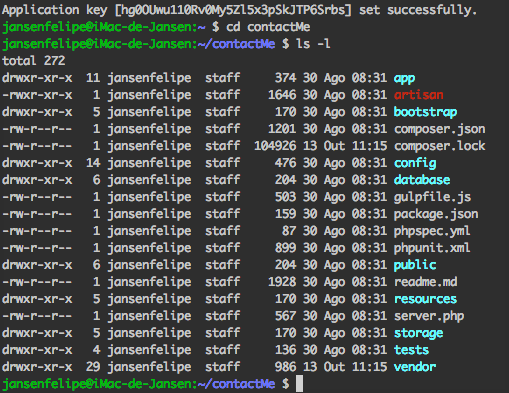 Application key [hg0OUwu110Rv0My5Zl5x3pSkJTP6Srbs] set successfully.
jansenfelipe@iMac-de-Jansen:~ $ cd contactMe
jansenfelipe@iMac-de-Jansen:~/contactMe $ ls -l
total 272
drwxr-xr-x 11 jansenfelipe staff 374 30 Ago 08:31 app
-rwxr-xr-x 1 jansenfelipe staff 1646 30 Ago 08:31 artisan
drwxr-xr-x 5 jansenfelipe staff 170 30 Ago 08:31 bootstrap
-rw-r--r-- 1 jansenfelipe staff 1201 30 Ago 08:31 composer.json
-rw-r--r-- 1 jansenfelipe staff 104926 13 Out 11:15 composer.lock
drwxr-xr-x 14 jansenfelipe staff 476 30 Ago 08:31 config
drwxr-xr-x 6 jansenfelipe staff 204 30 Ago 08:31 database
-rw-r--r-- 1 jansenfelipe staff 503 30 Ago 08:31 gulpfile.js
-rw-r--r-- 1 jansenfelipe staff 159 30 Ago 08:31 package.json
-rw-r--r-- 1 jansenfelipe staff 87 30 Ago 08:31 phpspec.yml
-rw-r--r-- 1 jansenfelipe staff 899 30 Ago 08:31 phpunit.xml
drwxr-xr-x 6 jansenfelipe staff 204 30 Ago 08:31 public
-rw-r--r-- 1 jansenfelipe staff 1928 30 Ago 08:31 readme.md
drwxr-xr-x 5 jansenfelipe staff 170 30 Ago 08:31 resources
-rw-r--r-- 1 jansenfelipe staff 567 30 Ago 08:31 server.php
drwxr-xr-x 5 jansenfelipe staff 170 30 Ago 08:31 storage
drwxr-xr-x 4 jansenfelipe staff 136 30 Ago 08:31 tests
drwxr-xr-x 29 jansenfelipe staff 986 13 Out 11:15 vendor
jansenfelipe@iMac-de-Jansen:~/contactMe $